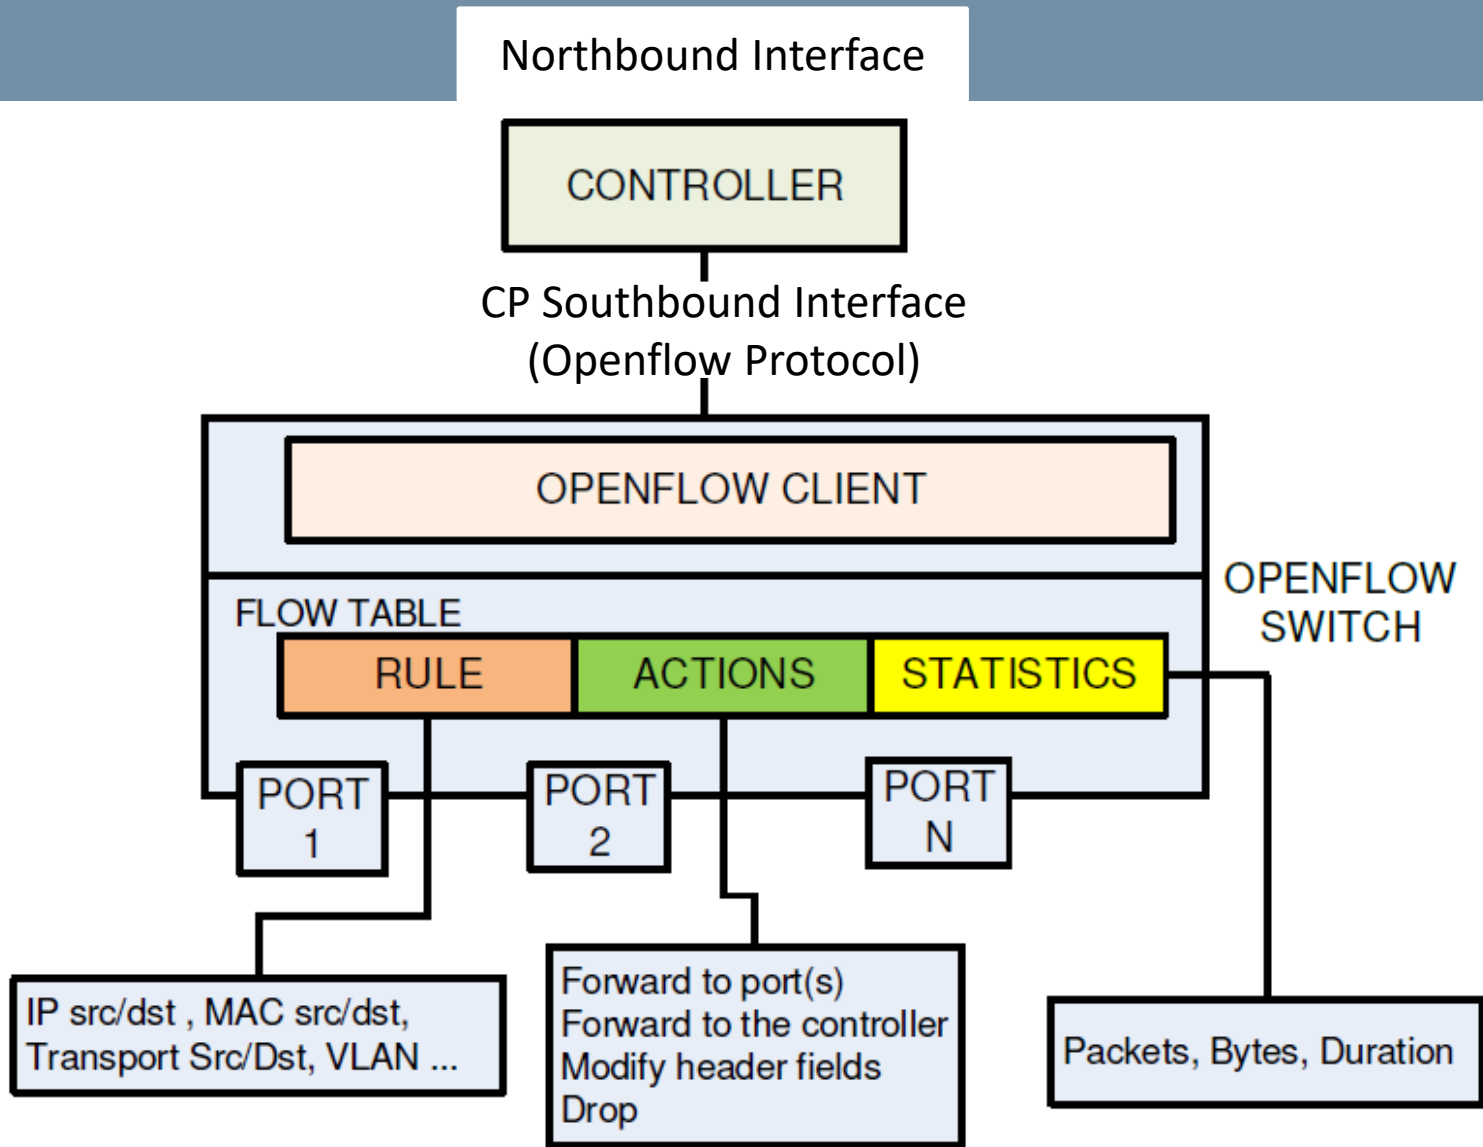 Northbound Interface
CONTROLLER
CP Southbound Interface
(Openflow Protocol)
OPENFLOW CLIENT
OPENFLOW
SWITCH
FLOW TABLE
RULE
ACTIONS
STATISTICS
PORT
1
PORT
2
PORT
N
IP src/dst , MAC src/dst,
Transport Src/Dst, VLAN ...
Forward to port(s)
Forward to the controller
Modify header fields
Drop
Packets, Bytes, Duration